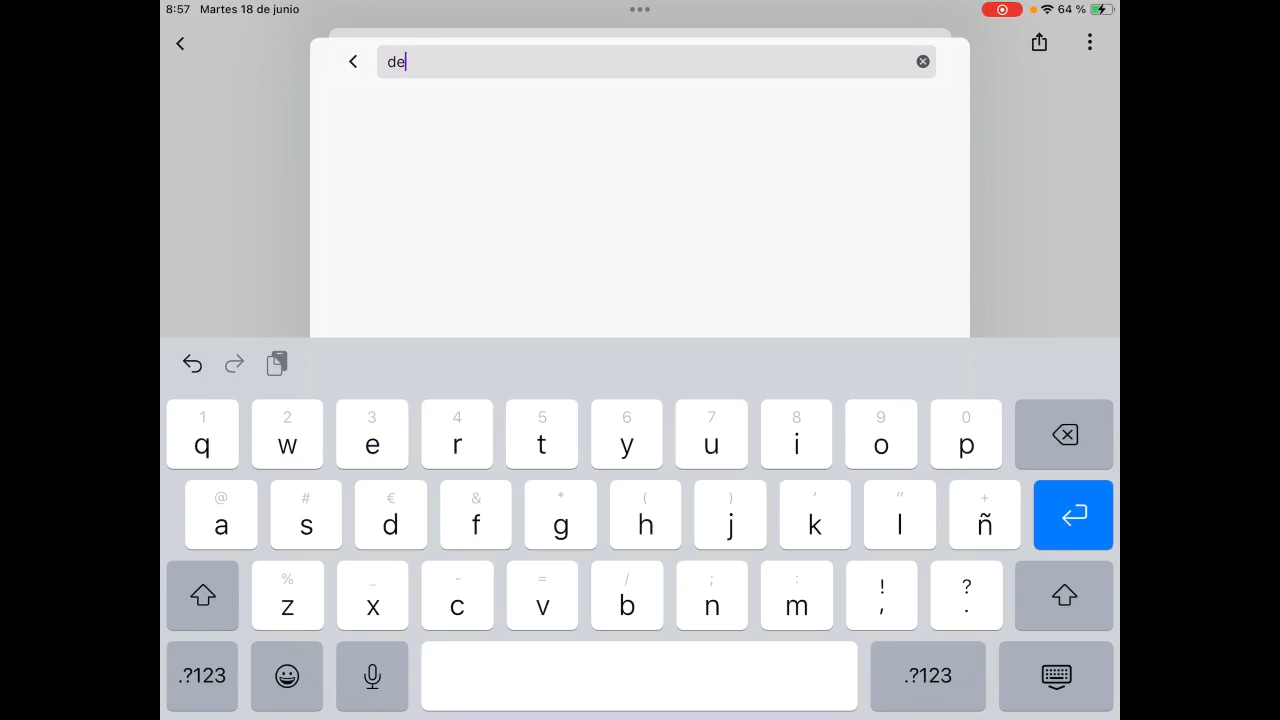 8:57 Martes 18 de junio 64 %
de
1 2 3 4 5 6 7 8 9 0
q w e r t y u i o p
@ # € & * ( ) ' " +
a s d f g h j k l ñ
% _ - = / ; : ! ?
z x c v b n m , .
.?123 .?123